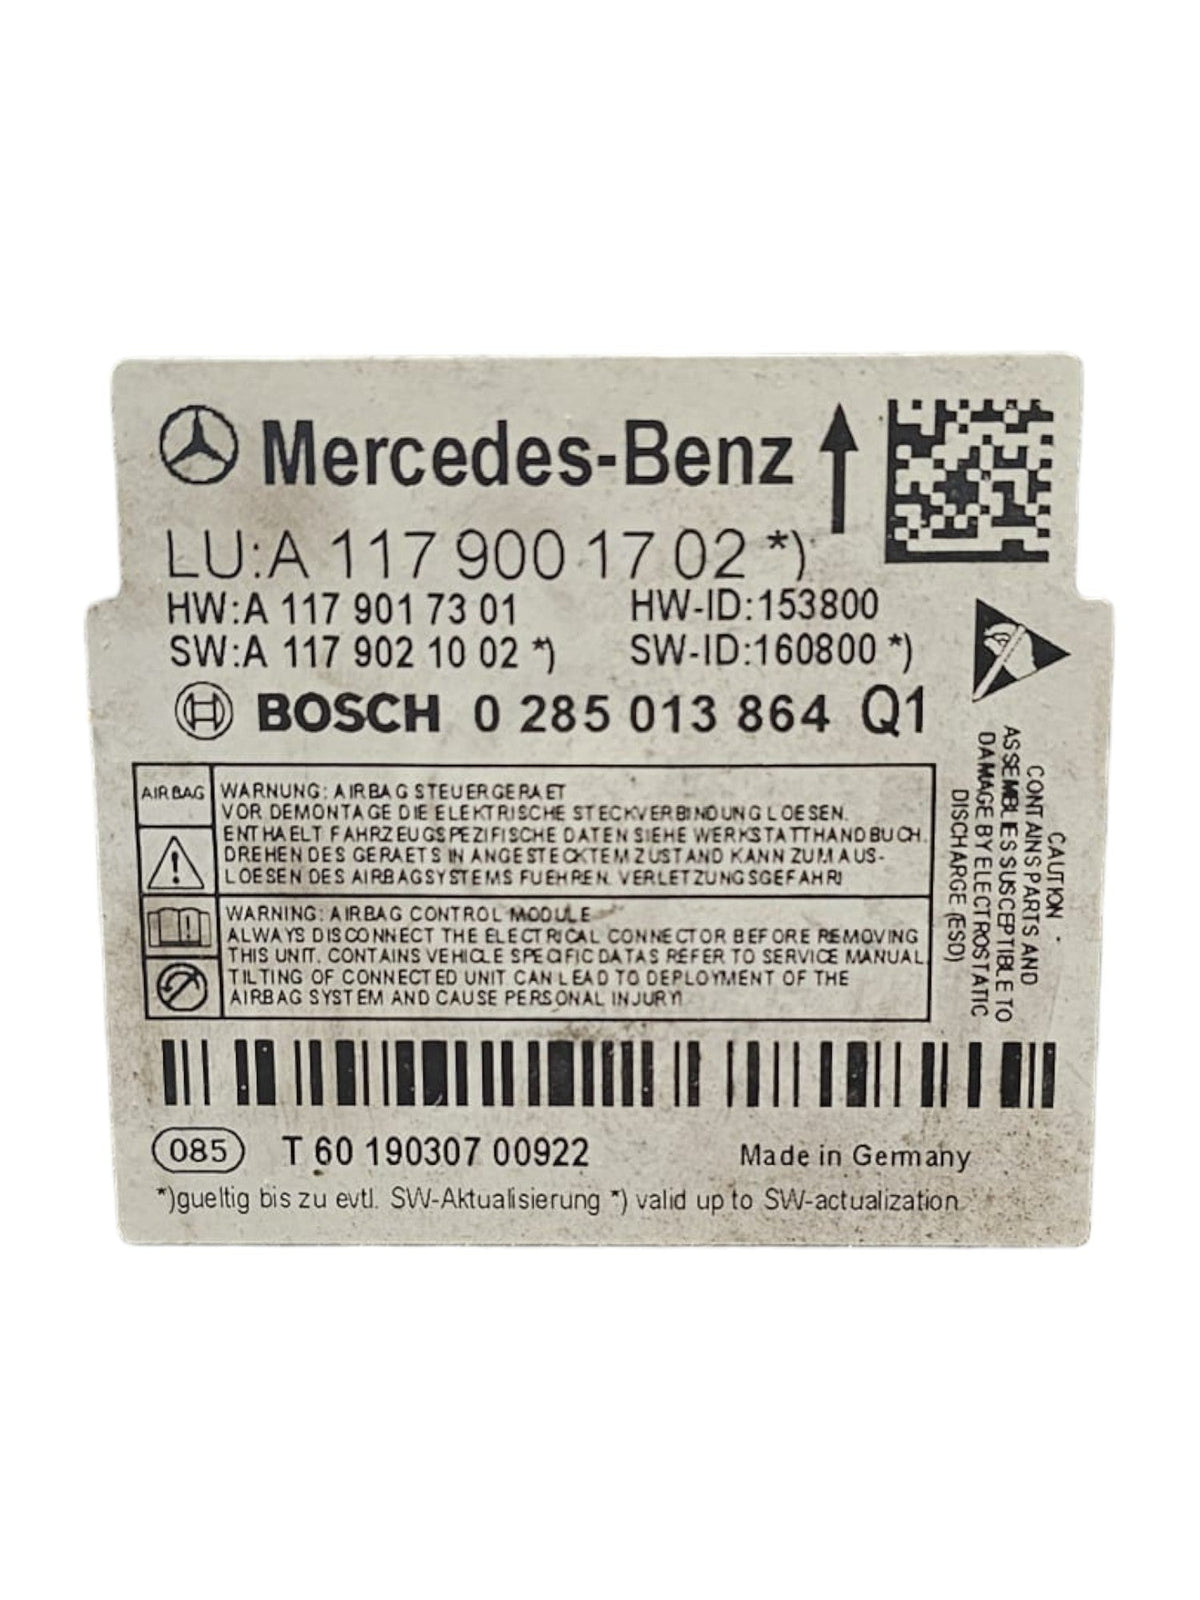 Mercedes-Benz
LU:A 117 900 17 02 *)
HW:A 117 901 73 01 HW-ID:153800
SW:A 117 902 10 02 *) SW-ID:160800 *)
BOSCH 0 285 013 864 Q1
AIRBAG
WARNUNG: AIRBAG STEUERGERAET
VOR DEMONTAGE DIE ELEKTRISCHE STECKVERBINDUNG LOESEN.
ENTHAELT FAHRZEUGSPEZIFISCHE DATEN SIEHE WERKSTATTHANDBUCH.
DREHEN DES GERAETS IN ANGESTECKTEM ZUSTAND KANN ZUM AUS-
LOESEN DES AIRBAGSYSTEMS FUEHREN. VERLETZUNGSGEFAHR!
WARNING: AIRBAG CONTROL MODULE
ALWAYS DISCONNECT THE ELECTRICAL CONNECTOR BEFORE REMOVING
THIS UNIT. CONTAINS VEHICLE SPECIFIC DATAS REFER TO SERVICE MANUAL.
TILTING OF CONNECTED UNIT CAN LEAD TO DEPLOYMENT OF THE
AIRBAG SYSTEM AND CAUSE PERSONAL INJURY!
CAUTION
CONTAINS PARTS AND
ASSEMBLIES SUSCEPTIBLE TO
DAMAGE BY ELECTROSTATIC
DISCHARGE (ESD)
085 T 60 190307 00922 Made in Germany
*)gueltig bis zu evtl. SW-Aktualisierung *) valid up to SW-actualization